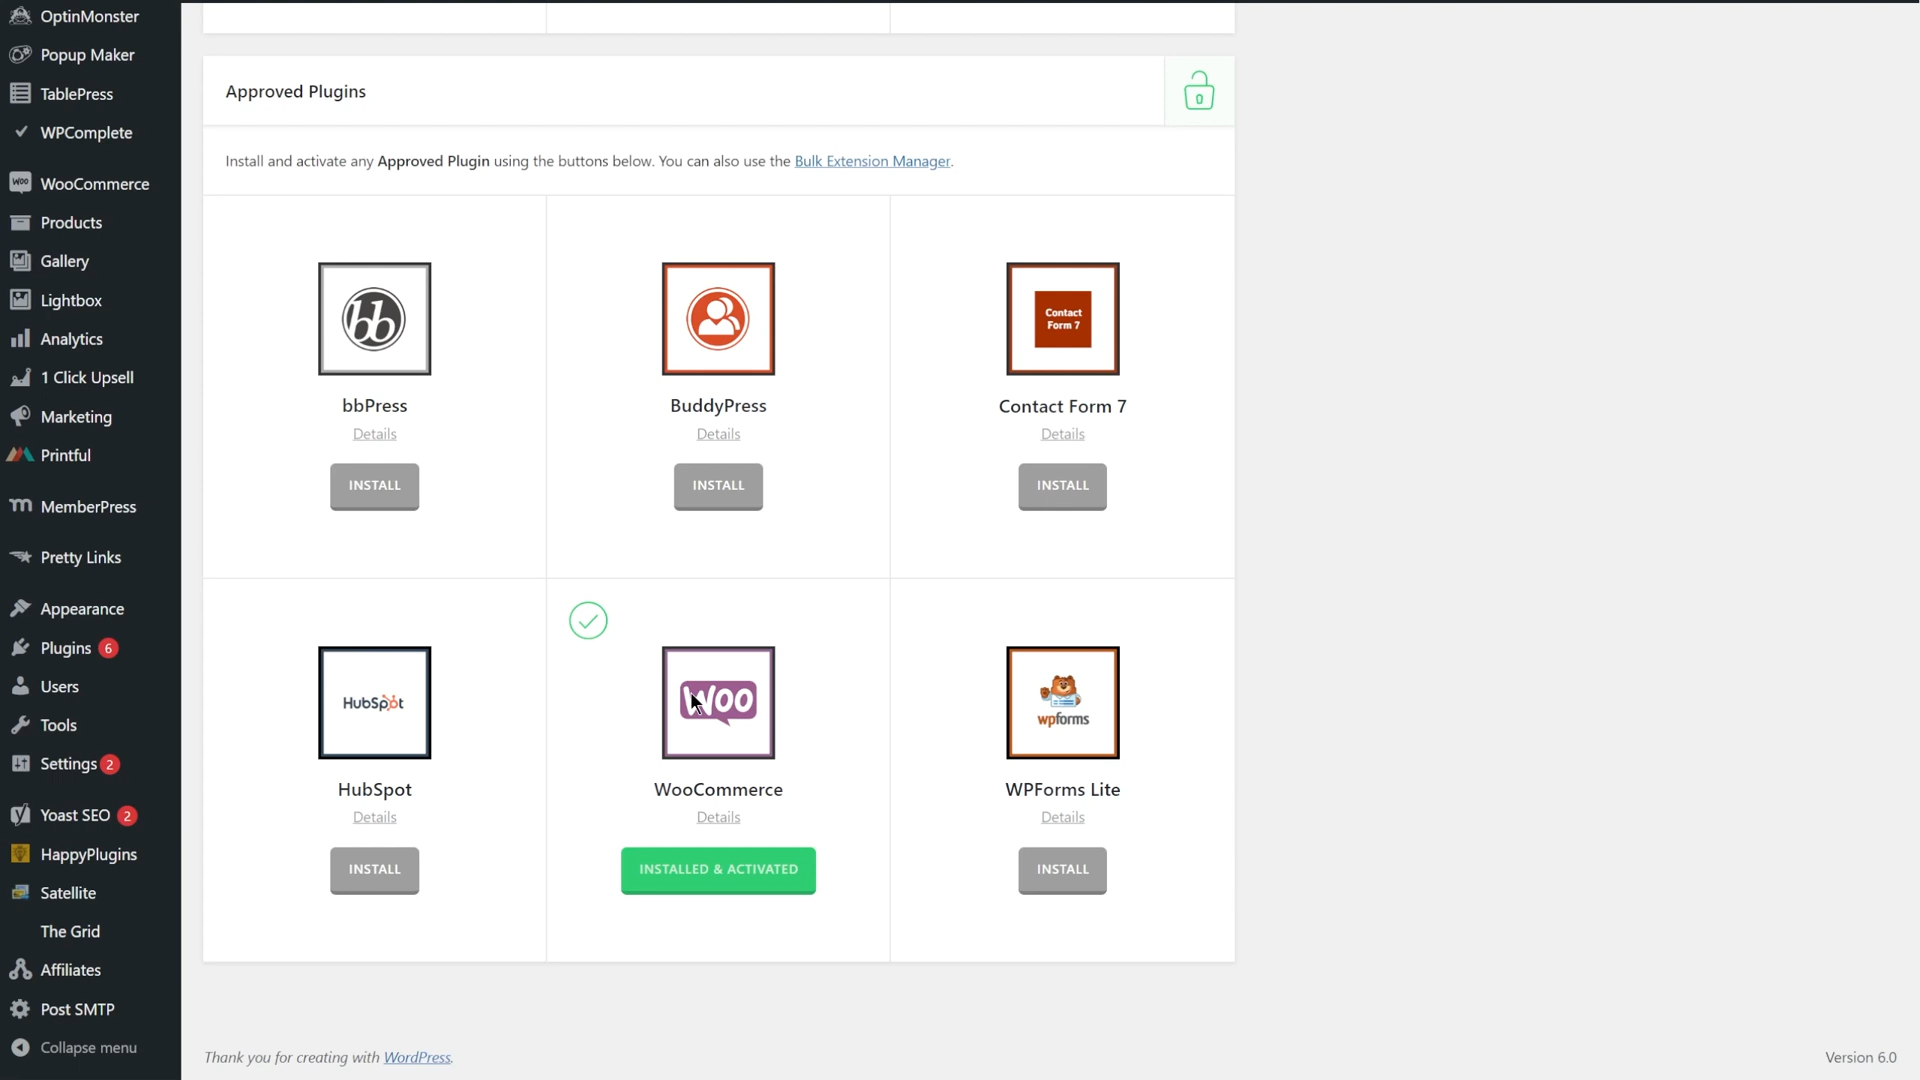 OptinMonster
Popup Maker
TablePress
WPComplete
WooCommerce
Products
Gallery
Lightbox
Analytics
1 Click Upsell
Marketing
Printful
MemberPress
Pretty Links
Appearance
Plugins 6
Users
Tools
Settings 2
Yoast SEO 2
HappyPlugins
Satellite
The Grid
Affiliates
Post SMTP
Collapse menu
Approved Plugins
Install and activate any Approved Plugin using the buttons below. You can also use the Bulk Extension Manager.
bb
bbPress
Details
INSTALL
BuddyPress
Details
INSTALL
Contact
Form 7
Contact Form 7
Details
INSTALL
HubSpot
HubSpot
Details
INSTALL
WOO
WooCommerce
Details
INSTALLED & ACTIVATED
wpforms
WPForms Lite
Details
INSTALL
Thank you for creating with WordPress.
Version 6.0